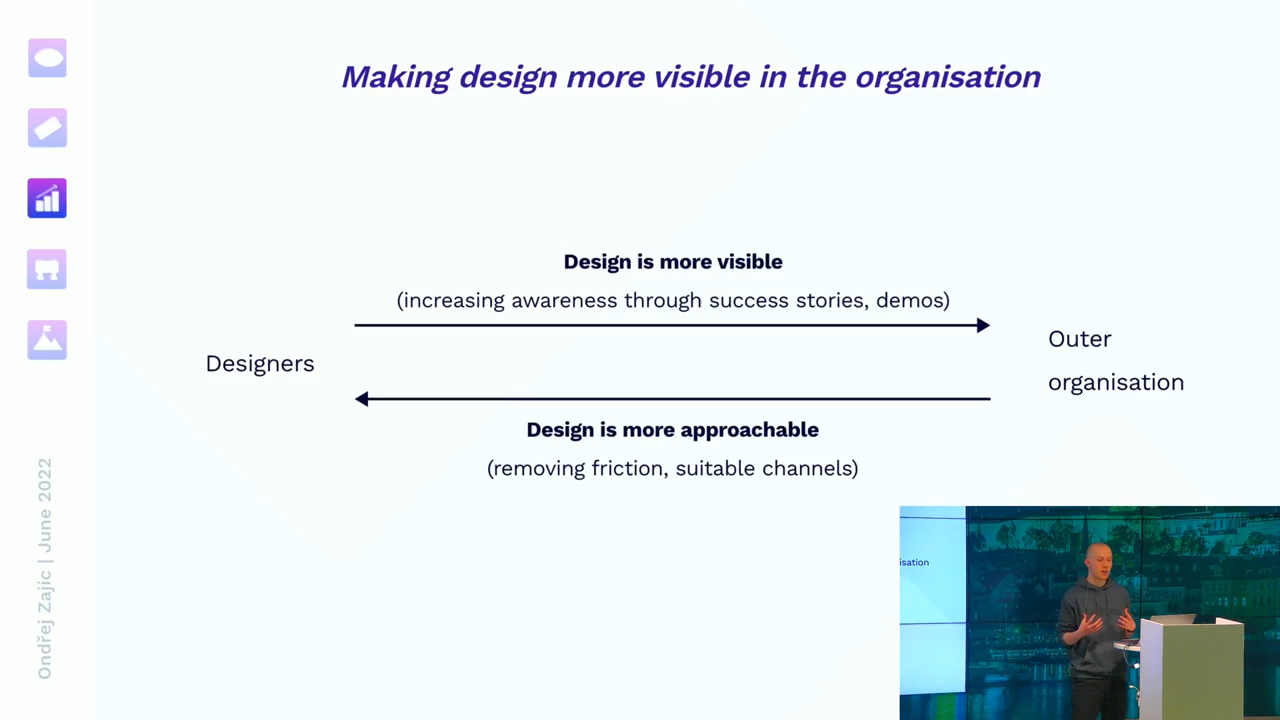 Making design more visible in the organisation
Design is more visible
(increasing awareness through success stories, demos)
Designers
Outer
organisation
Design is more approachable
(removing friction, suitable channels)
Ondřej Zajíc | June 2022
isation